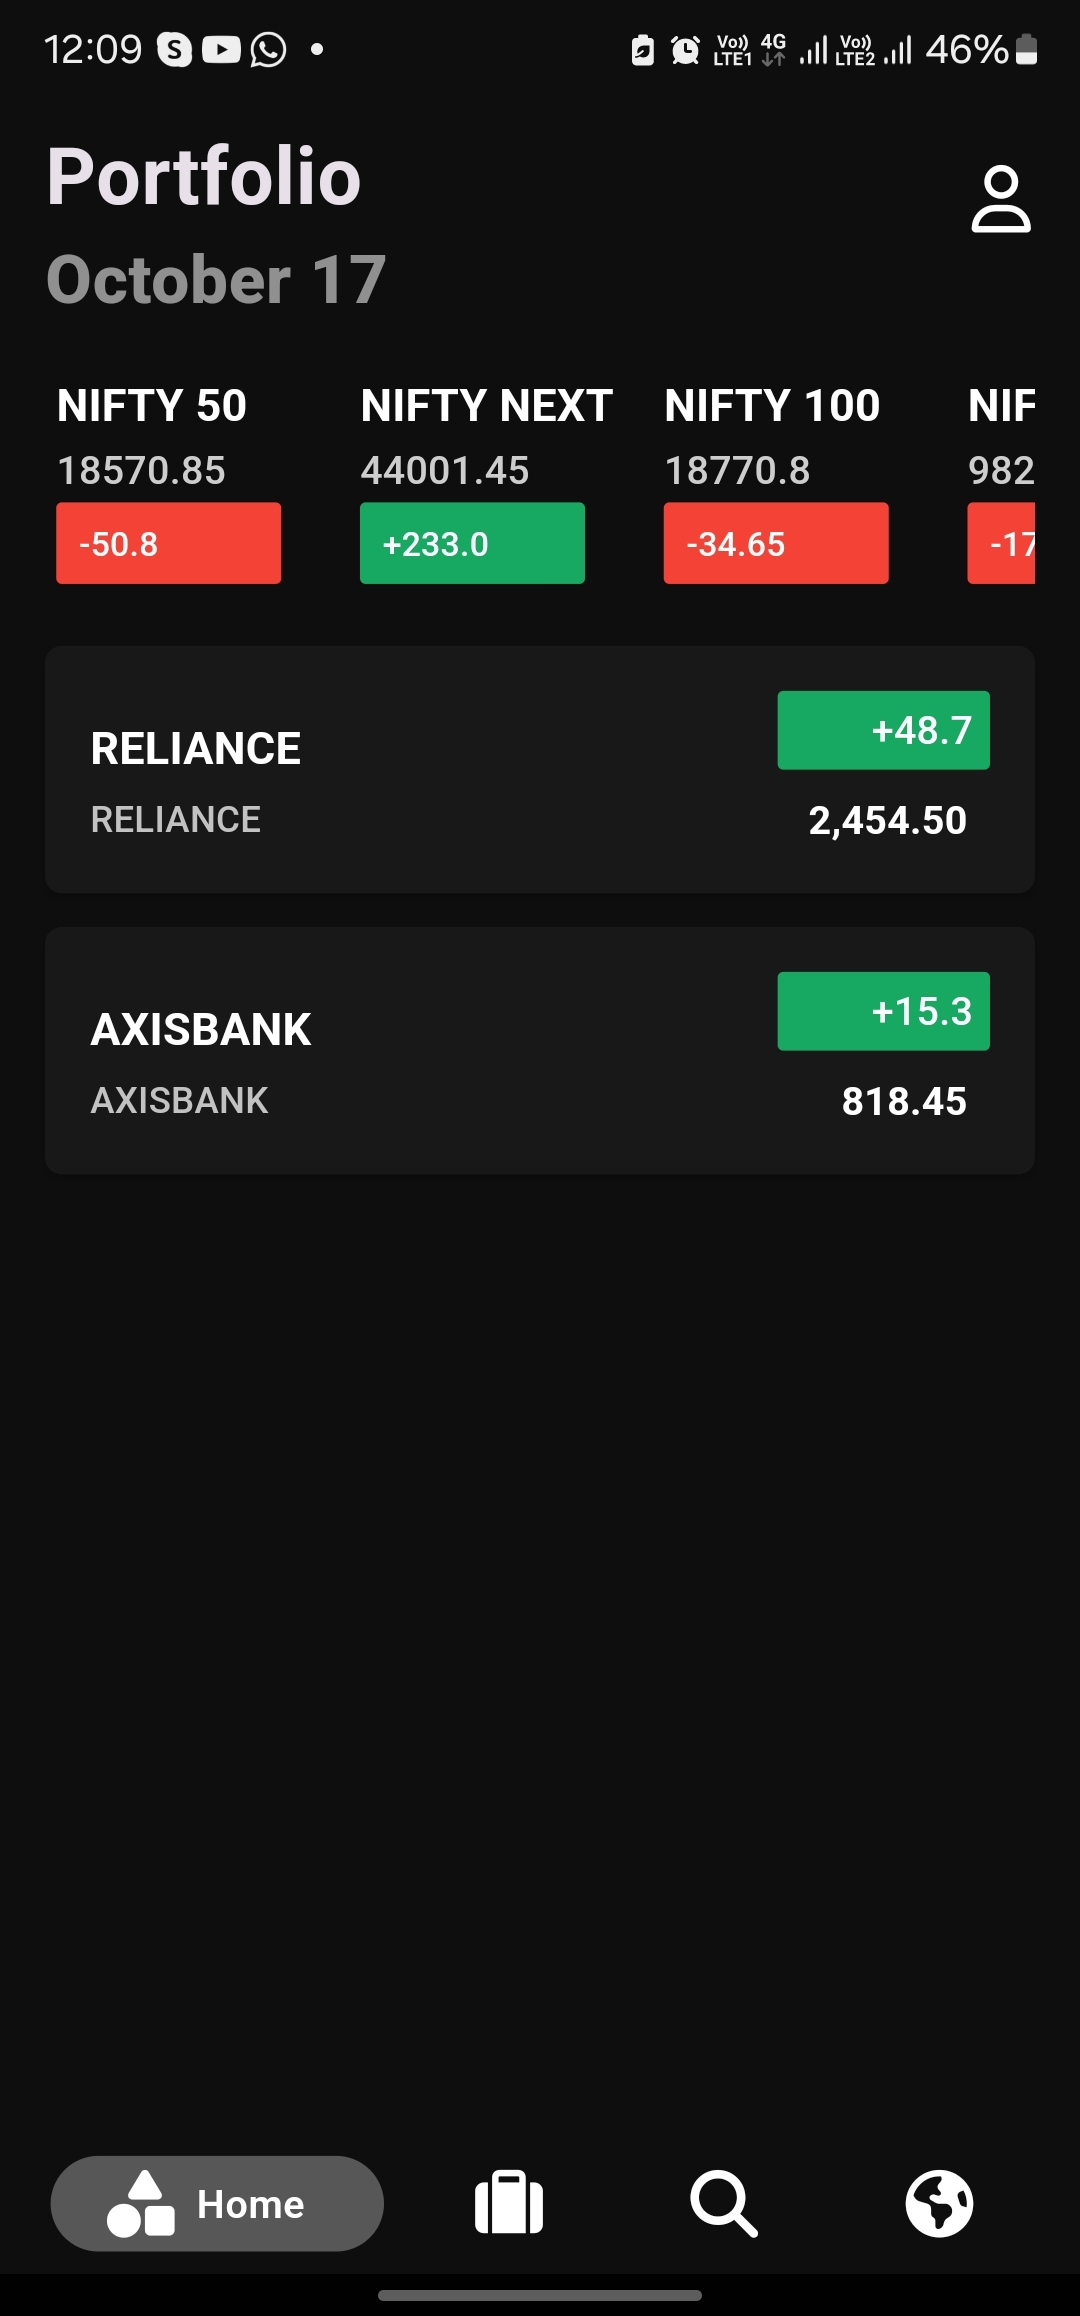 12:09
Vo)) LTE1 4G Vo)) LTE2 46%
Portfolio
October 17
NIFTY 50 NIFTY NEXT NIFTY 100 NIF
18570.85 44001.45 18770.8 982
-50.8 +233.0 -34.65 -17
+48.7
RELIANCE
RELIANCE 2,454.50
+15.3
AXISBANK
AXISBANK 818.45
Home